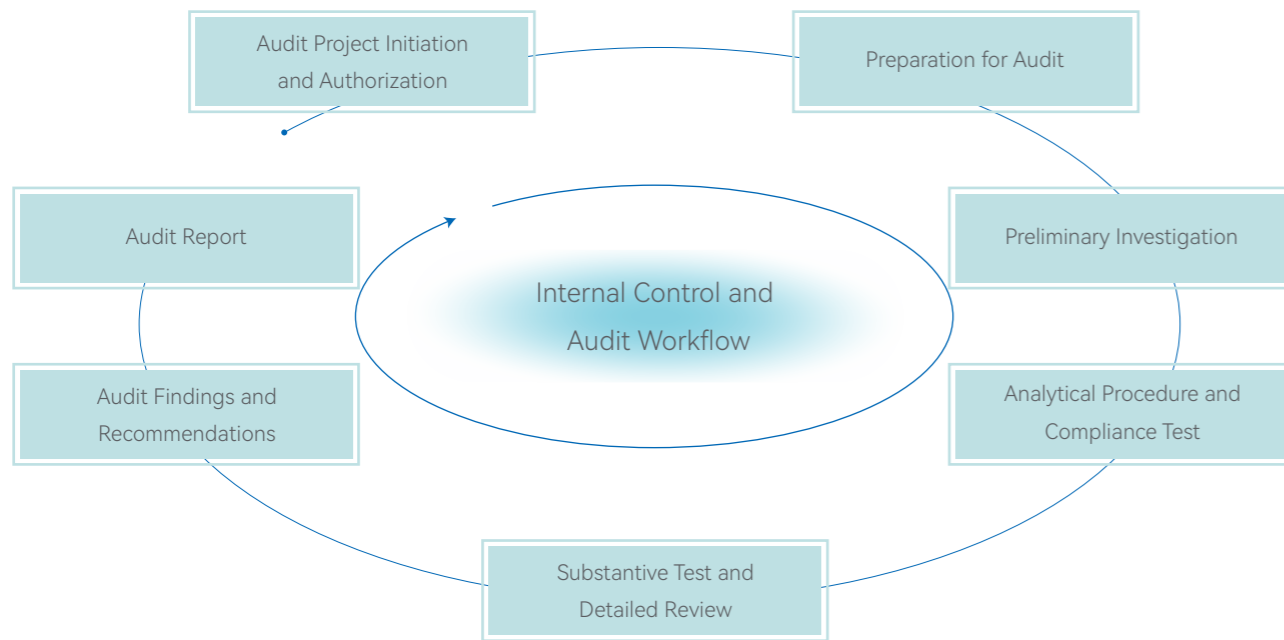 Audit Project Initiation
and Authorization
Preparation for Audit
Preliminary Investigation
Analytical Procedure and
Compliance Test
Substantive Test and
Detailed Review
Audit Findings and
Recommendations
Audit Report
Internal Control and
Audit Workflow